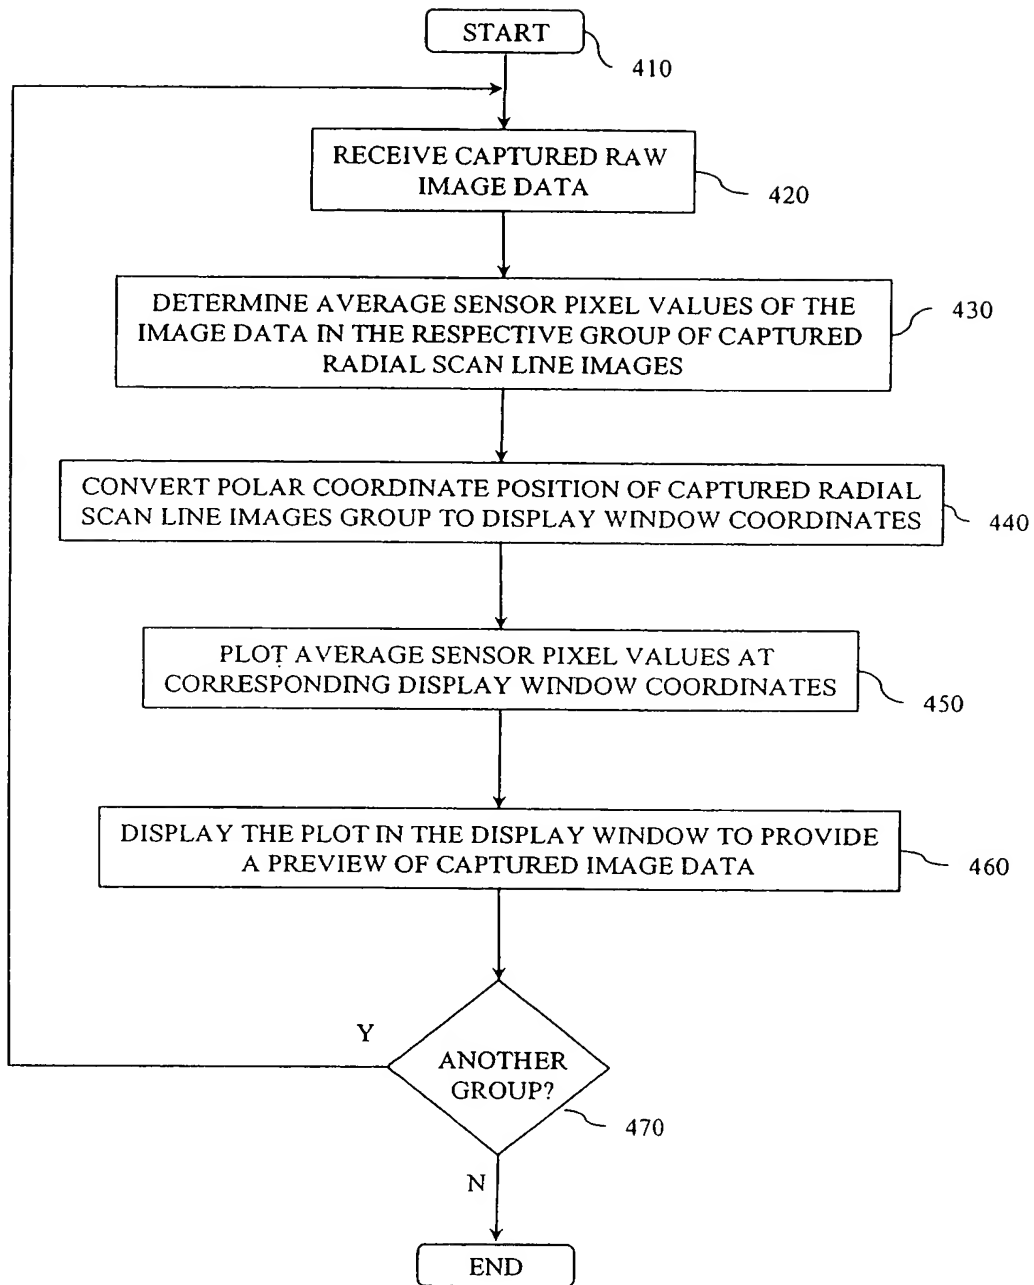 START
410
RECEIVE CAPTURED RAW
IMAGE DATA
420
DETERMINE AVERAGE SENSOR PIXEL VALUES OF THE
IMAGE DATA IN THE RESPECTIVE GROUP OF CAPTURED
RADIAL SCAN LINE IMAGES
430
CONVERT POLAR COORDINATE POSITION OF CAPTURED RADIAL
SCAN LINE IMAGES GROUP TO DISPLAY WINDOW COORDINATES
440
PLOT AVERAGE SENSOR PIXEL VALUES AT
CORRESPONDING DISPLAY WINDOW COORDINATES
450
DISPLAY THE PLOT IN THE DISPLAY WINDOW TO PROVIDE
A PREVIEW OF CAPTURED IMAGE DATA
460
Y
ANOTHER
GROUP?
470
N
END